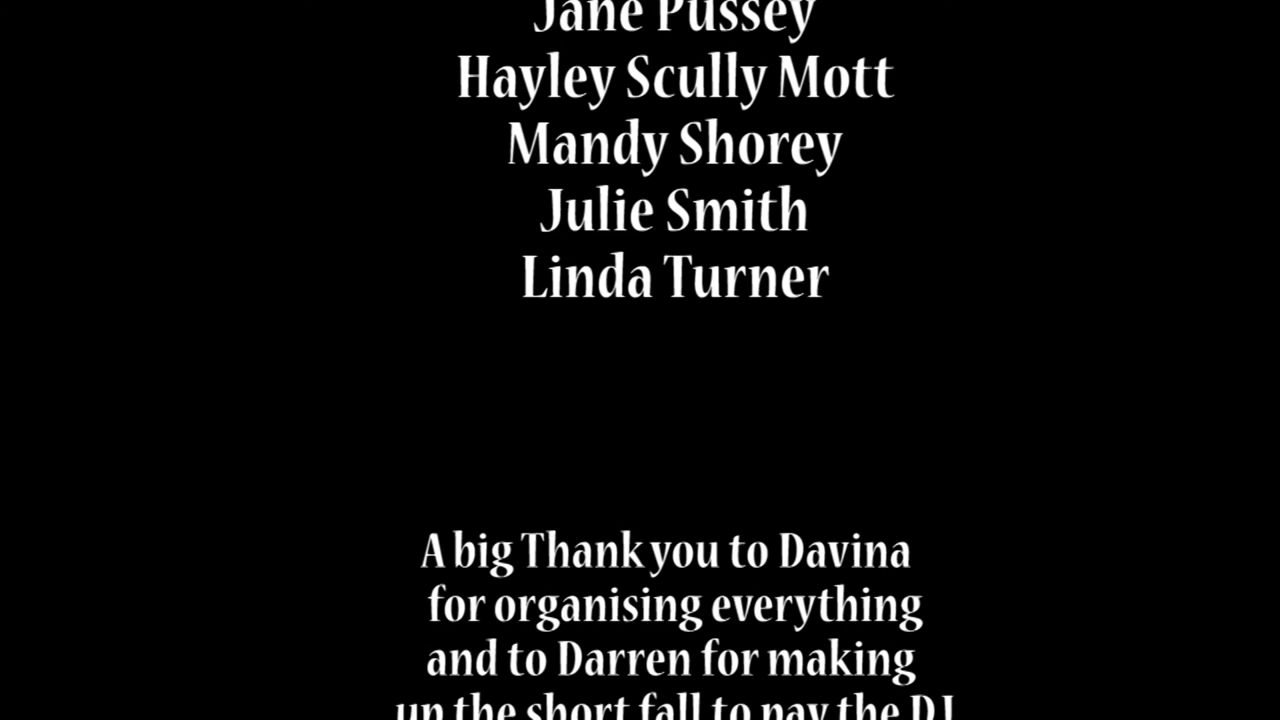 Jane Pussey
Hayley Scully Mott
Mandy Shorey
Julie Smith
Linda Turner
A big Thank you to Davina
for organising everything
and to Darren for making
up the short fall to pay the DJ